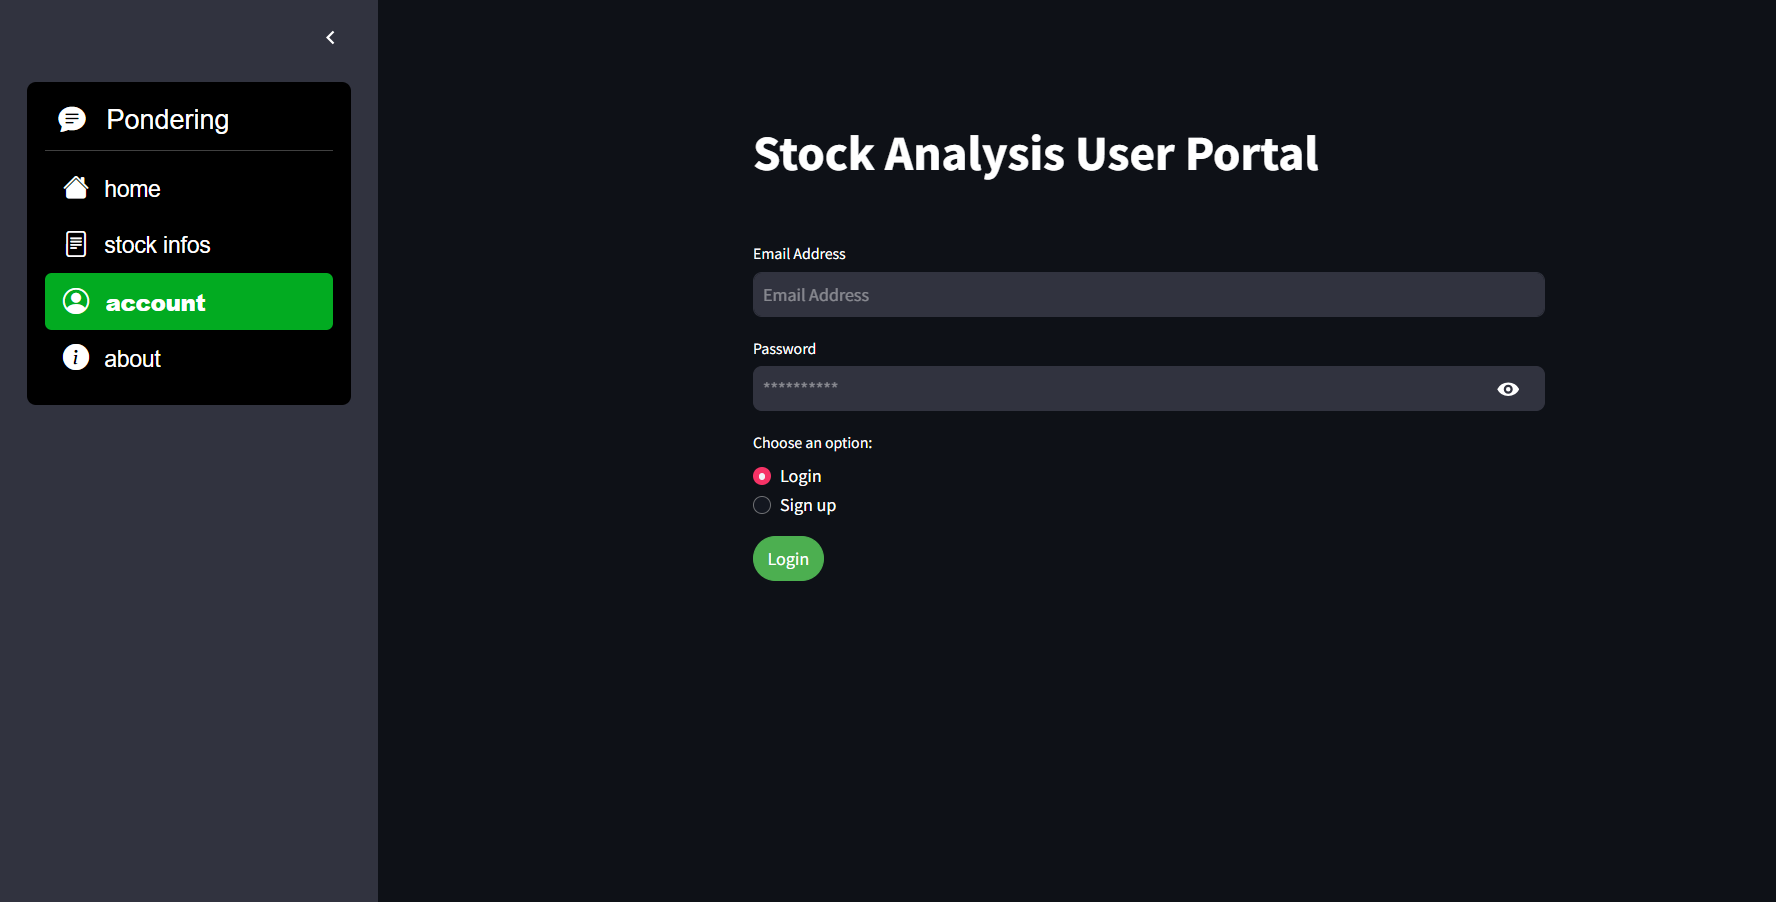 Pondering
home
stock infos
account
about
Stock Analysis User Portal
Email Address
Email Address
Password
**********
Choose an option:
Login
Sign up
Login